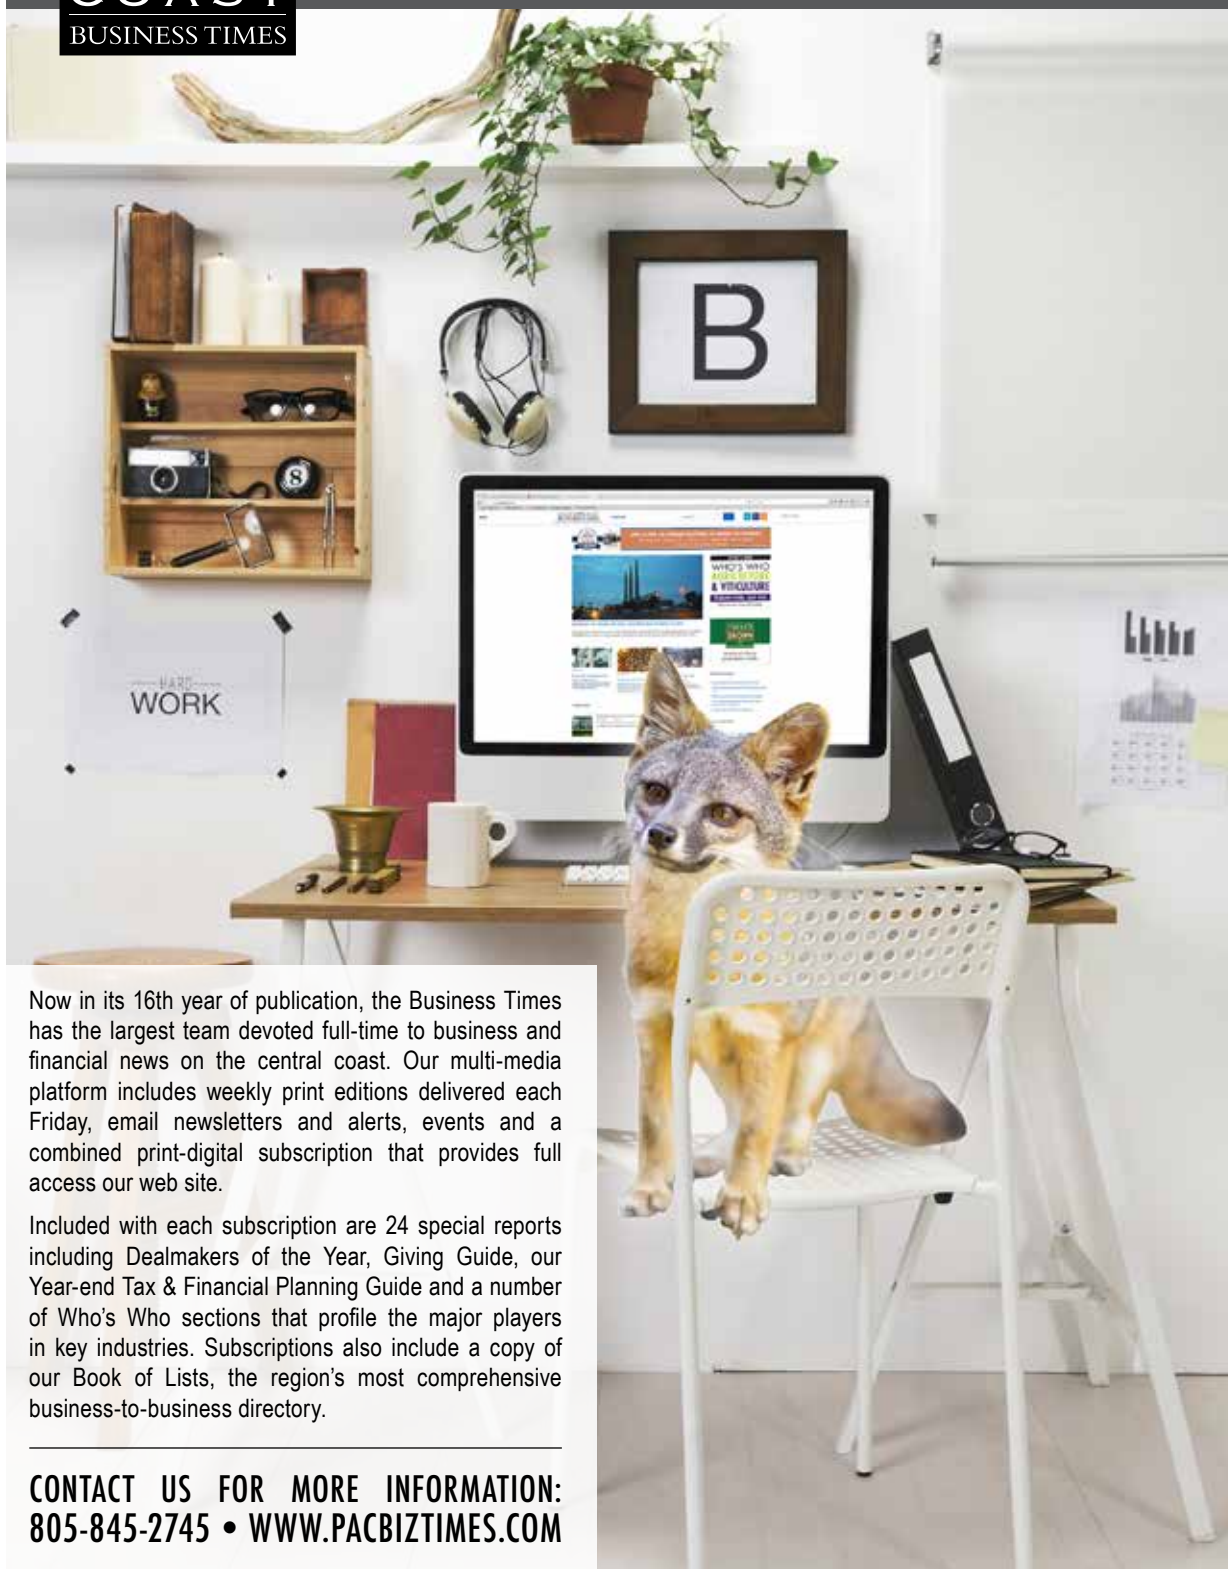 BUSINESS TIMES
B
8
WHO'S WHO
& VITICULTURE
HARD
WORK
Now in its 16th year of publication, the Business Times
has the largest team devoted full-time to business and
financial news on the central coast. Our multi-media
platform includes weekly print editions delivered each
Friday, email newsletters and alerts, events and a
combined print-digital subscription that provides full
access our web site.
Included with each subscription are 24 special reports
including Dealmakers of the Year, Giving Guide, our
Year-end Tax & Financial Planning Guide and a number
of Who's Who sections that profile the major players
in key industries. Subscriptions also include a copy of
our Book of Lists, the region's most comprehensive
business-to-business directory.
CONTACT US FOR MORE INFORMATION:
805-845-2745 • WWW.PACBIZTIMES.COM